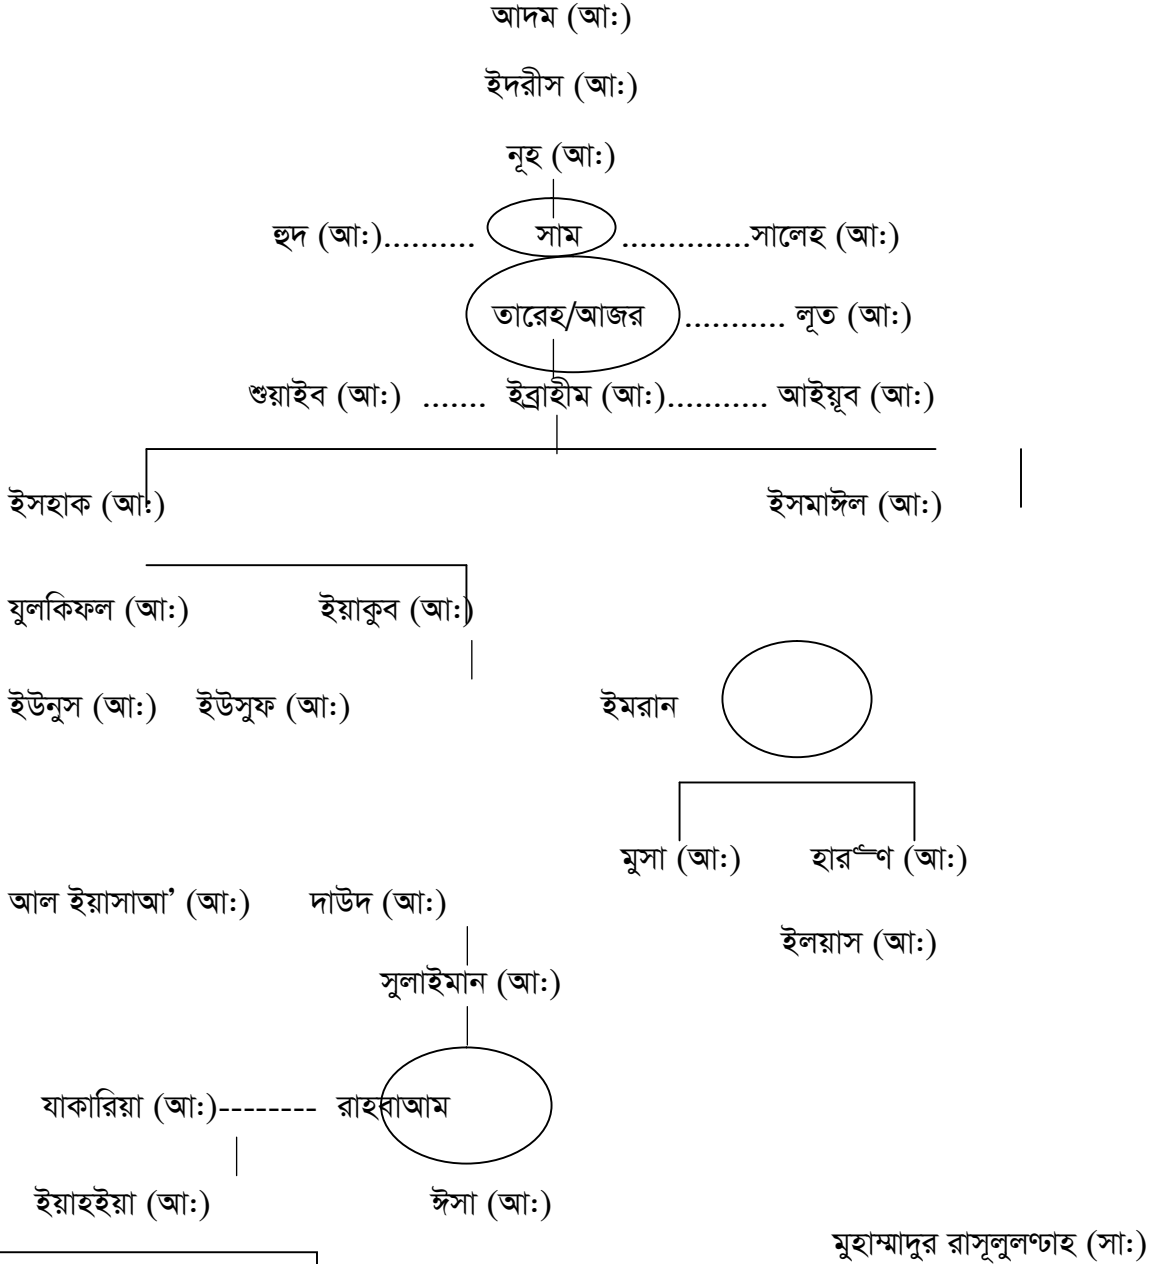 আদম (আ:)
ইদরীস (আ:)
নূহ (আ:)
হুদ (আ:).......... সাম ..............সালেহ (আ:)
তারেহ/আজর ........... লূত (আ:)
শুয়াইব (আ:) ....... ইব্রাহীম (আ:)........... আইয়ূব (আ:)
ইসহাক (আ:) ইসমাঈল (আ:)
যুলকিফল (আ:) ইয়াকুব (আ:)
ইউনুস (আ:) ইউসুফ (আ:) ইমরান
মুসা (আ:) হার্‌ণ (আ:)
আল ইয়াসাআ’ (আ:) দাউদ (আ:)
ইলয়াস (আ:)
সুলাইমান (আ:)
যাকারিয়া (আ:)-------- রাহবাআম
ইয়াহইয়া (আ:) ঈসা (আ:)
মুহাম্মাদুর রাসূলুলণ্ঢাহ (সা:)